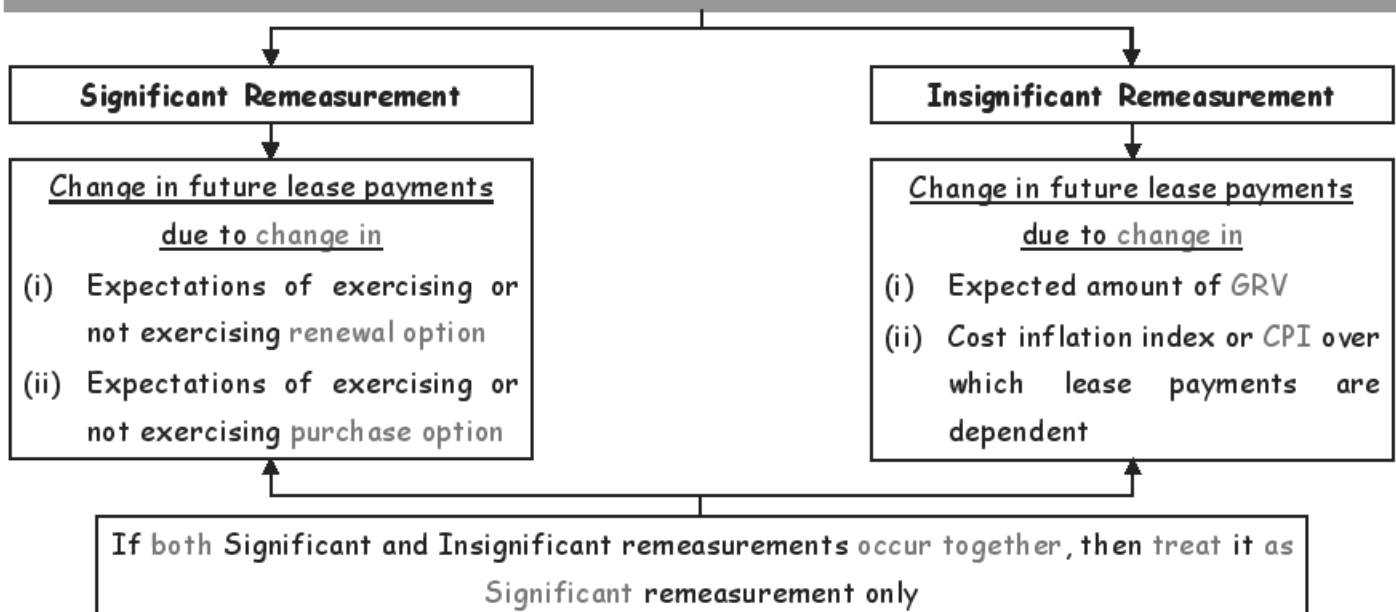 Significant Remeasurement
Insignificant Remeasurement
Change in future lease payments
due to change in
(i) Expectations of exercising or
not exercising renewal option
(ii) Expectations of exercising or
not exercising purchase option
Change in future lease payments
due to change in
(i) Expected amount of GRV
(ii) Cost inflation index or CPI over
which lease payments are
dependent
If both Significant and Insignificant remeasurements occur together, then treat it as
Significant remeasurement only